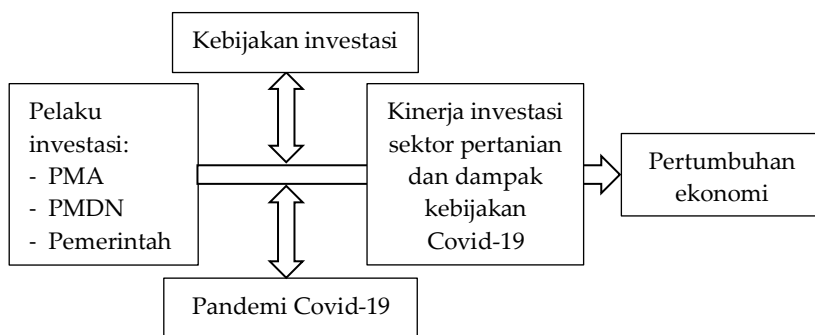 Kebijakan investasi
Pelaku
investasi:
- PMA
- PMDN
- Pemerintah
Kinerja investasi
sektor pertanian
dan dampak
kebijakan
Covid-19
Pertumbuhan
ekonomi
Pandemi Covid-19